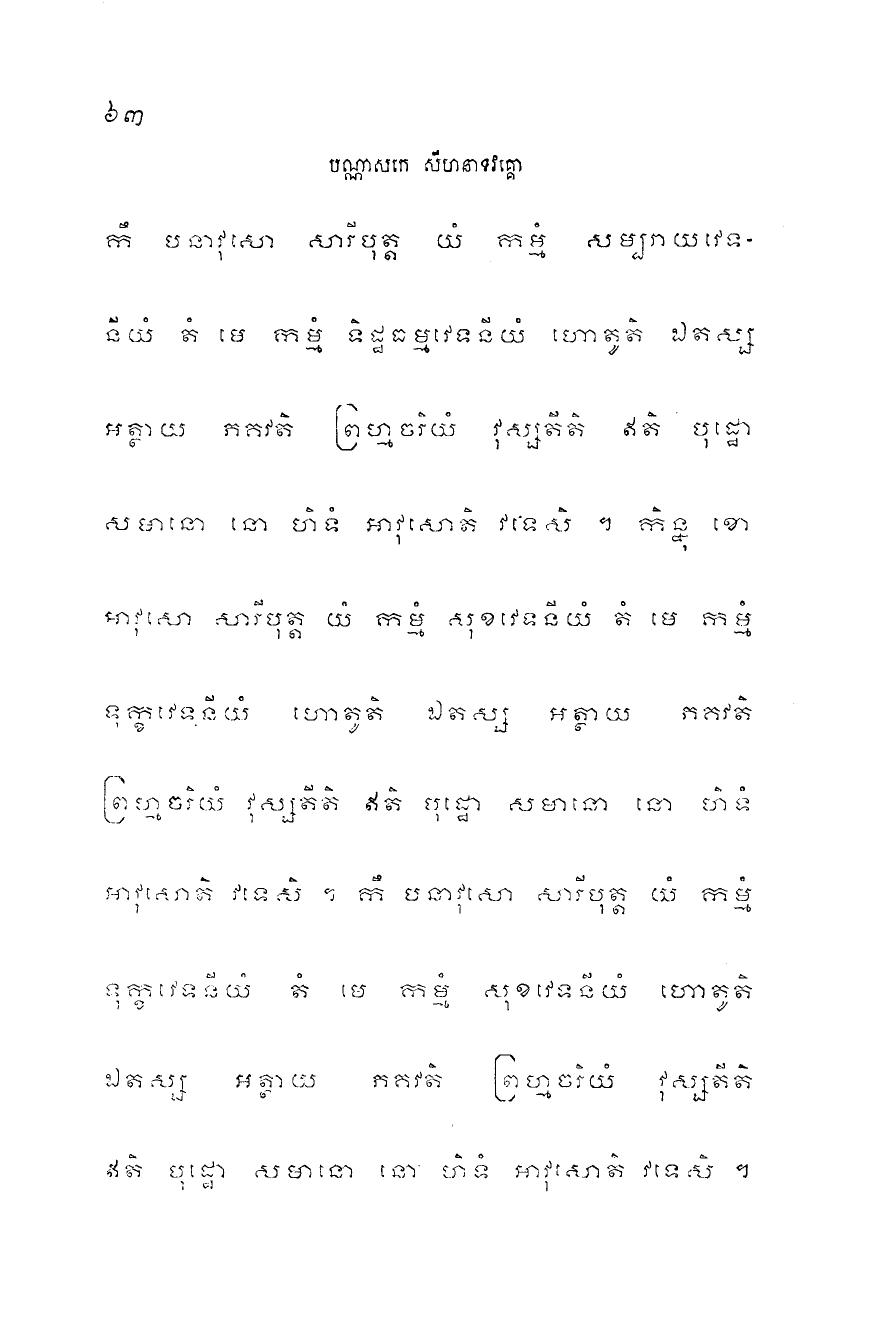 ៦៣
បណ្ណាសកេ សីហនាទវគ្គោ
កឹ បនាវុសោ សារីបុត្ត យំ កម្មំ សម្បរាយវេទ-
នីយំ តំ មេ កម្មំ ទិដ្ឋធម្មវេទនីយំ ហោតូតិ ឯតស្ស
អត្ថាយ ភគវតិ ព្រហ្មចរិយំ វុស្សតីតិ ឥតិ បុដ្ឋោ
សមានោ នោ ហិទំ អាវុសោតិ វទេសិ ។ កិន្នុ ខោ
អាវុសោ សារីបុត្ត យំ កម្មំ សុខវេទនីយំ តំ មេ កម្មំ
ទុក្ខវេទនីយំ ហោតូតិ ឯតស្ស អត្ថាយ ភគវតិ
ព្រហ្មចរិយំ វុស្សតីតិ ឥតិ បុដ្ឋោ សមានោ នោ ហិទំ
អាវុសោតិ វទេសិ ។ កឹ បនាវុសោ សារីបុត្ត យំ កម្មំ
ទុក្ខវេទនីយំ តំ មេ កម្មំ សុខវេទនីយំ ហោតូតិ
ឯតស្ស អត្ថាយ ភគវតិ ព្រហ្មចរិយំ វុស្សតីតិ
ឥតិ បុដ្ឋោ សមានោ នោ ហិទំ អាវុសោតិ វទេសិ ។